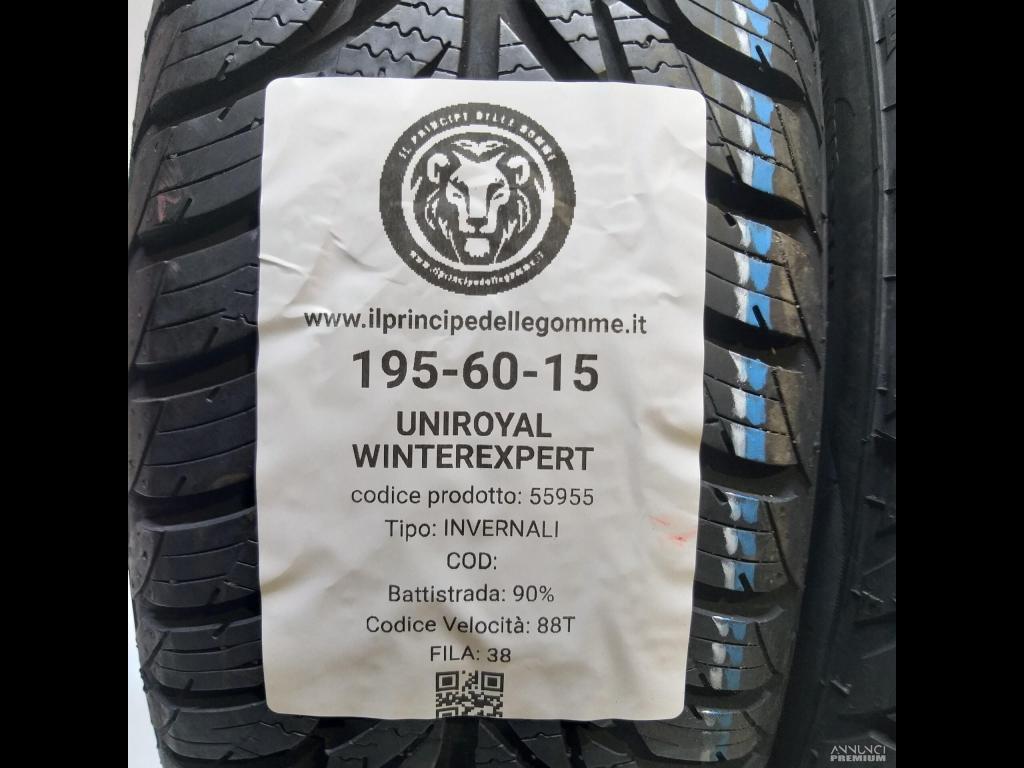 IL PRINCIPE DELLE GOMME
www.ilprincipedellegomme.it
www.ilprincipedellegomme.it
195-60-15
UNIROYAL
WINTEREXPERT
codice prodotto: 55955
Tipo: INVERNALI
COD:
Battistrada: 90%
Codice Velocità: 88T
FILA: 38
ANNUNCI
PREMIUM